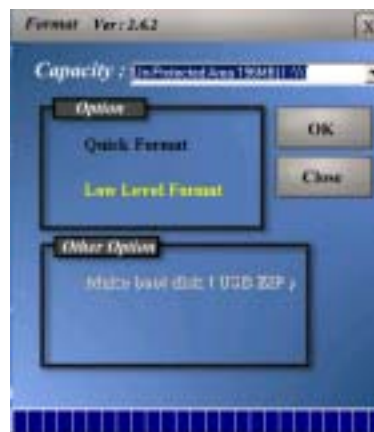 Format Ver : 2.6.2
X
Capacity :
Option
Quick Format
OK
Low Level Format
Close
Other Option
Make boot disk ( USB ZIP )